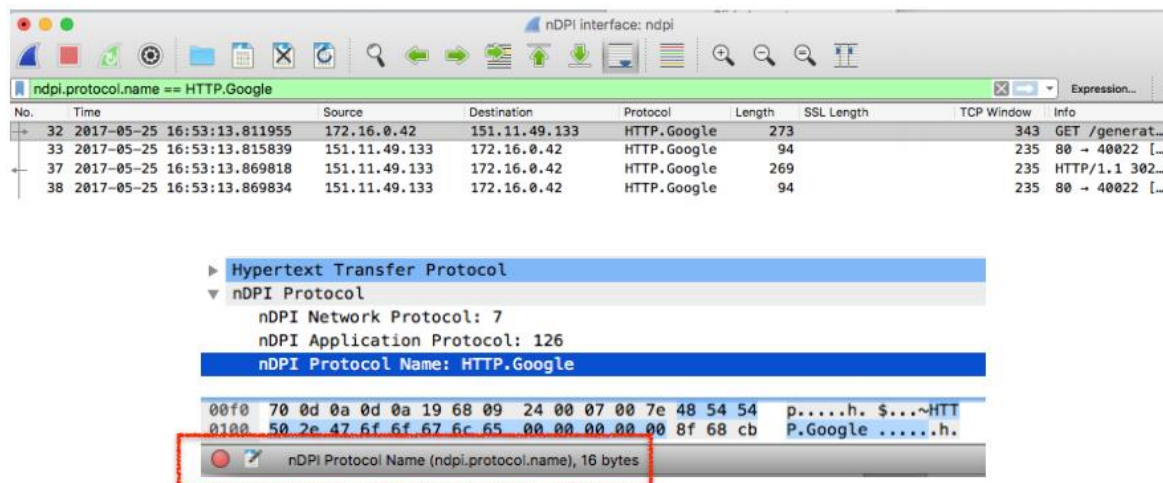 nDPI interface: ndpi
ndpi.protocol.name == HTTP.Google Expression...
No. Time Source Destination Protocol Length SSL Length TCP Window Info
32 2017-05-25 16:53:13.811955 172.16.0.42 151.11.49.133 HTTP.Google 273 343 GET /generat...
33 2017-05-25 16:53:13.815839 151.11.49.133 172.16.0.42 HTTP.Google 94 235 80 → 40022 [...
37 2017-05-25 16:53:13.869818 151.11.49.133 172.16.0.42 HTTP.Google 269 235 HTTP/1.1 302...
38 2017-05-25 16:53:13.869834 151.11.49.133 172.16.0.42 HTTP.Google 94 235 80 → 40022 [...
Hypertext Transfer Protocol
nDPI Protocol
nDPI Network Protocol: 7
nDPI Application Protocol: 126
nDPI Protocol Name: HTTP.Google
00f0 70 0d 0a 0d 0a 19 68 09 24 00 07 00 7e 48 54 54 p.....h. $...~HTT
0100 50 2e 47 6f 6f 67 6c 65 00 00 00 00 00 8f 68 cb P.Google ......h.
nDPI Protocol Name (ndpi.protocol.name), 16 bytes